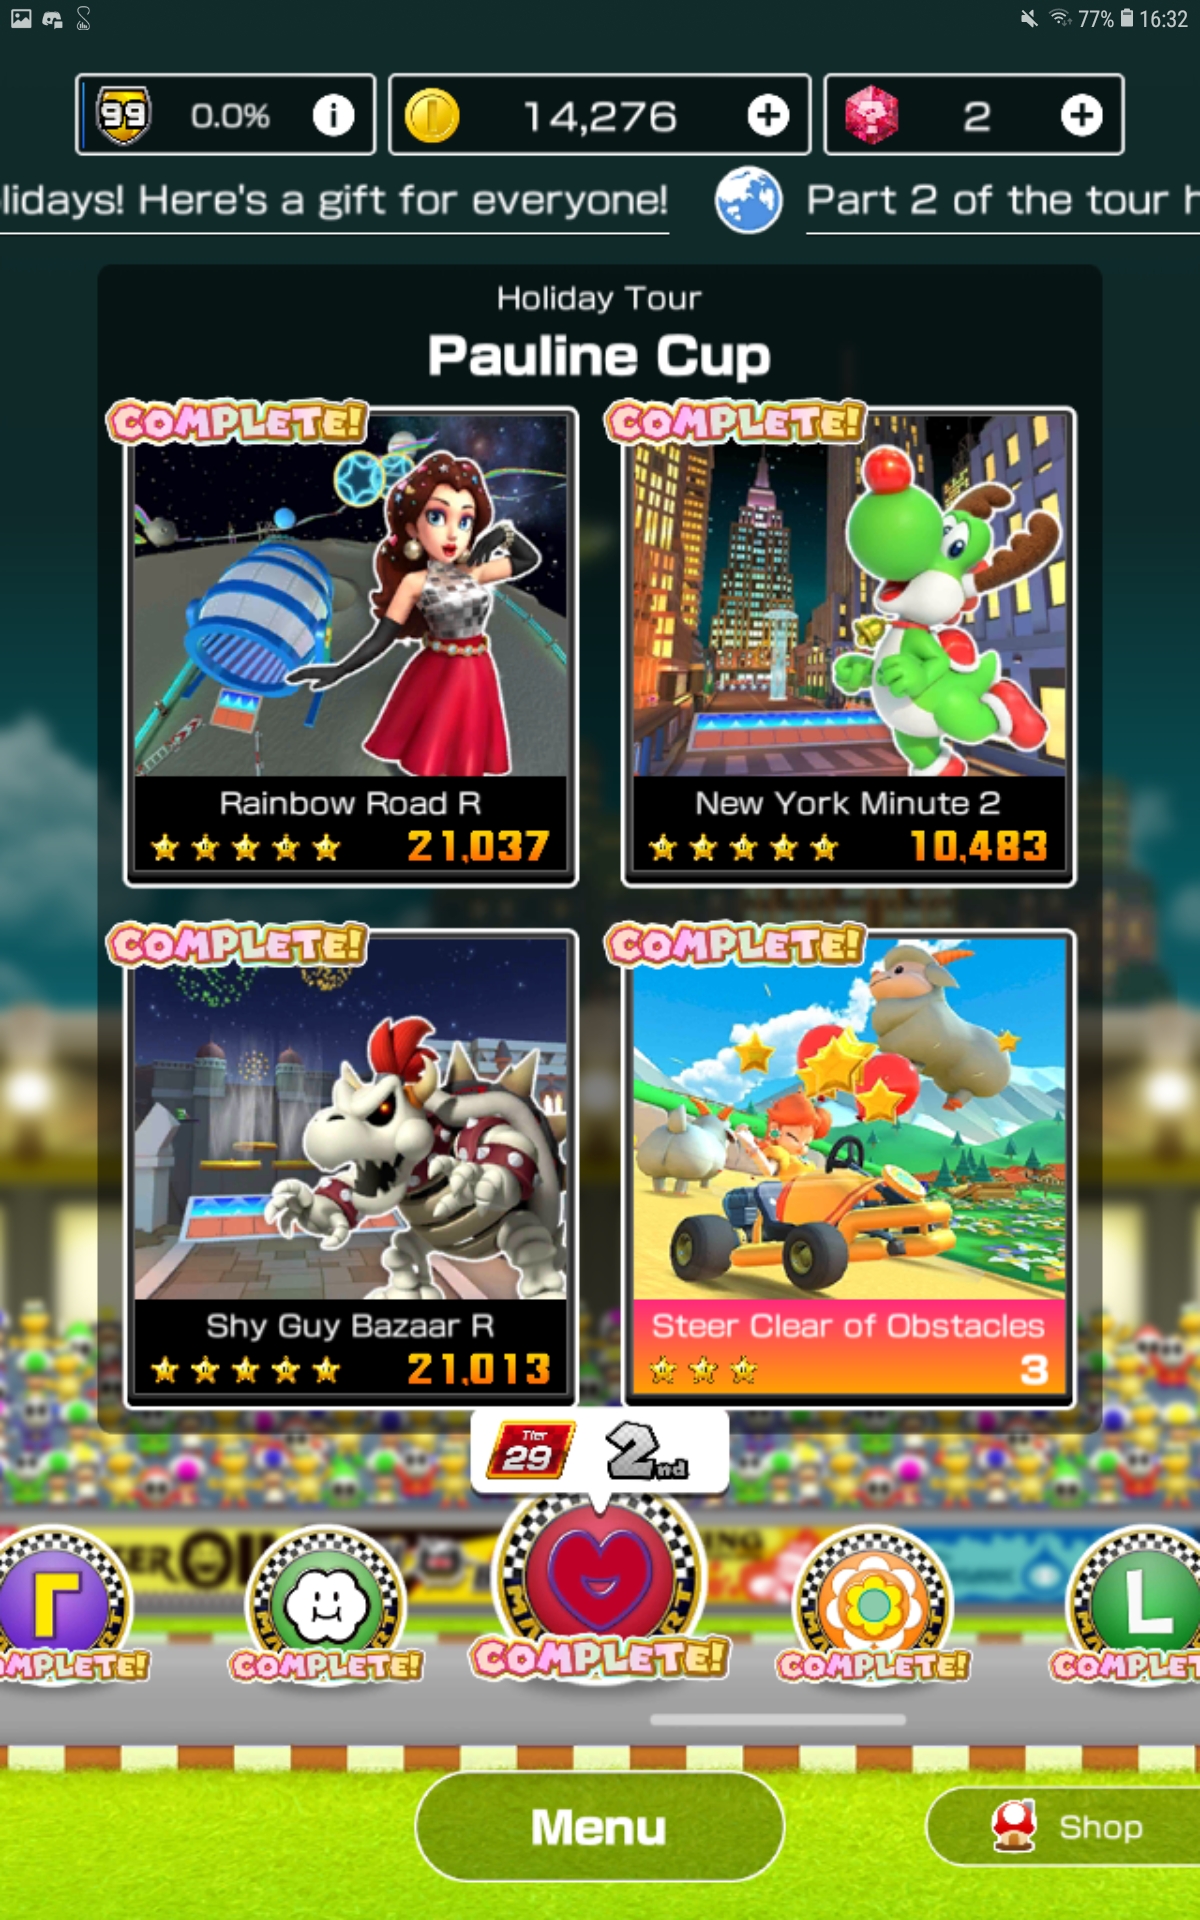 77% 16:32
99 0.0% i 14,276 + 2 +
lidays! Here's a gift for everyone! Part 2 of the tour h
Holiday Tour
Pauline Cup
COMPLETE! COMPLETE!
Rainbow Road R New York Minute 2
21,037 10,483
COMPLETE! COMPLETE!
Shy Guy Bazaar R Steer Clear of Obstacles
21,013 3
Tier
29 2nd
L
OMPLETE! COMPLETE! COMPLETE! COMPLETE! COMPLET
Menu Shop